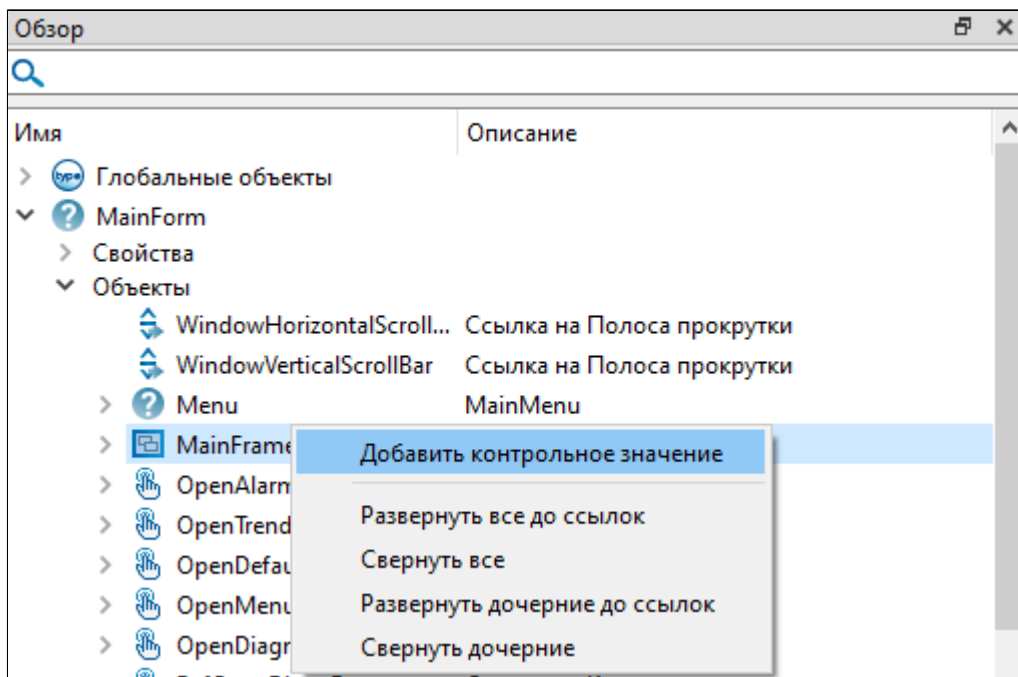 Обзор
Имя Описание
type Глобальные объекты
MainForm
Свойства
Объекты
WindowHorizontalScroll... Ссылка на Полоса прокрутки
WindowVerticalScrollBar Ссылка на Полоса прокрутки
Menu MainMenu
MainFrame
Добавить контрольное значение
OpenAlarm
Развернуть все до ссылок
OpenTrend
Свернуть все
OpenDefau
Развернуть дочерние до ссылок
OpenMenu
Свернуть дочерние
OpenDiagr